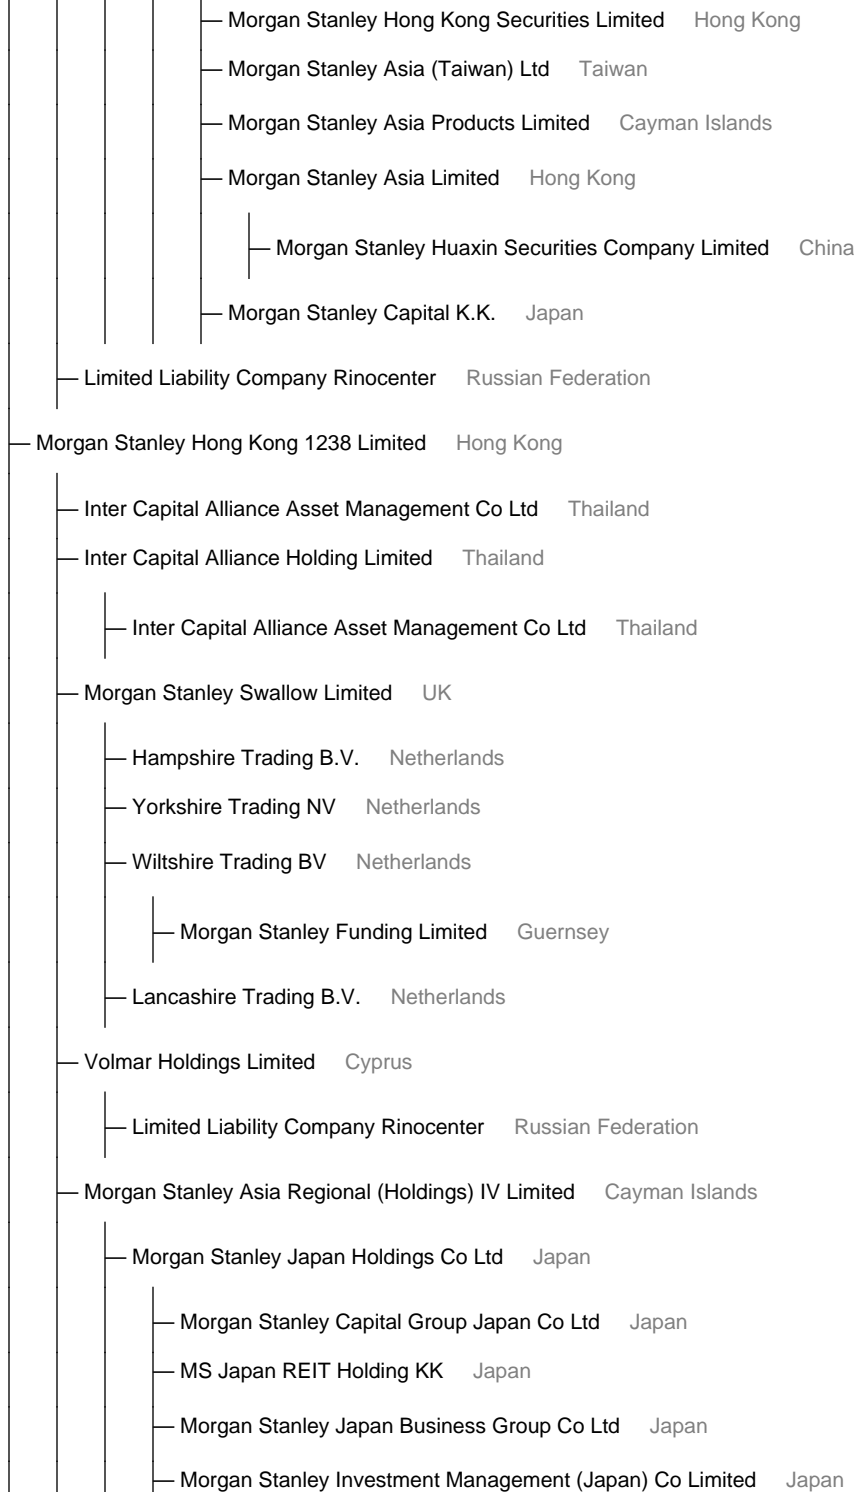 Morgan Stanley Hong Kong Securities Limited Hong Kong
Morgan Stanley Asia (Taiwan) Ltd Taiwan
Morgan Stanley Asia Products Limited Cayman Islands
Morgan Stanley Asia Limited Hong Kong
Morgan Stanley Huaxin Securities Company Limited China
Morgan Stanley Capital K.K. Japan
Limited Liability Company Rinocenter Russian Federation
Morgan Stanley Hong Kong 1238 Limited Hong Kong
Inter Capital Alliance Asset Management Co Ltd Thailand
Inter Capital Alliance Holding Limited Thailand
Inter Capital Alliance Asset Management Co Ltd Thailand
Morgan Stanley Swallow Limited UK
Hampshire Trading B.V. Netherlands
Yorkshire Trading NV Netherlands
Wiltshire Trading BV Netherlands
Morgan Stanley Funding Limited Guernsey
Lancashire Trading B.V. Netherlands
Volmar Holdings Limited Cyprus
Limited Liability Company Rinocenter Russian Federation
Morgan Stanley Asia Regional (Holdings) IV Limited Cayman Islands
Morgan Stanley Japan Holdings Co Ltd Japan
Morgan Stanley Capital Group Japan Co Ltd Japan
MS Japan REIT Holding KK Japan
Morgan Stanley Japan Business Group Co Ltd Japan
Morgan Stanley Investment Management (Japan) Co Limited Japan